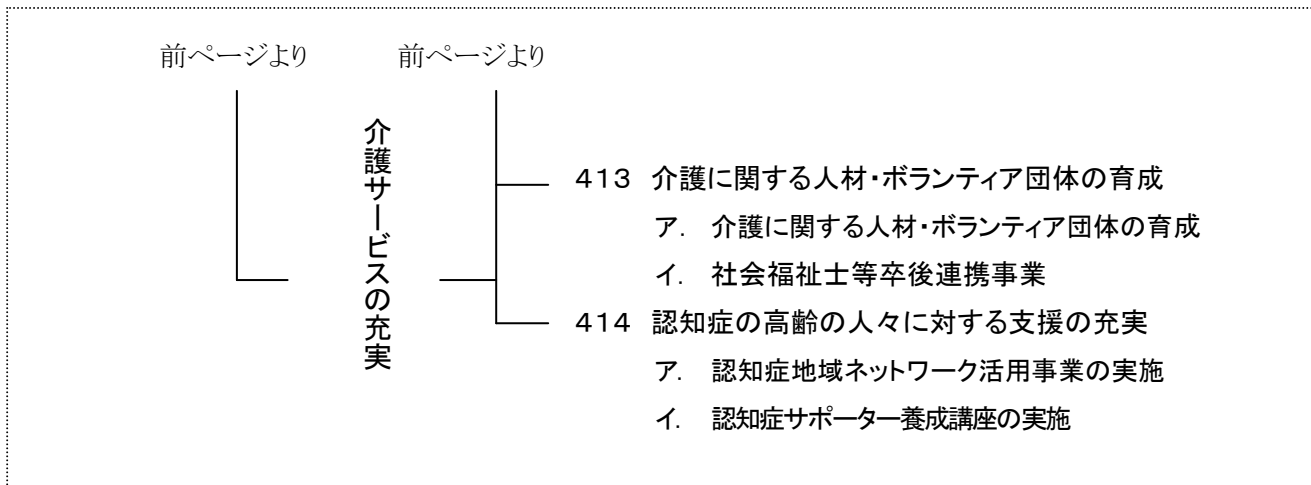 前ページより 前ページより
介護サービスの充実
413 介護に関する人材・ボランティア団体の育成
ア. 介護に関する人材・ボランティア団体の育成
イ. 社会福祉士等卒後連携事業
414 認知症の高齢の人々に対する支援の充実
ア. 認知症地域ネットワーク活用事業の実施
イ. 認知症サポーター養成講座の実施